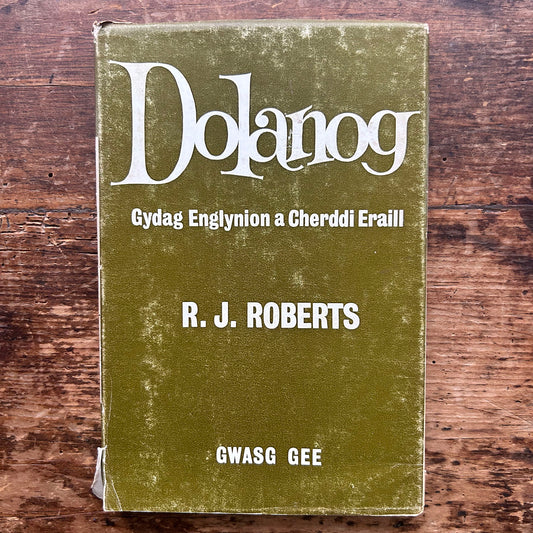 Dolanog
Gydag Englynion a Cherddi Eraill
R. J. ROBERTS
GWASG GEE